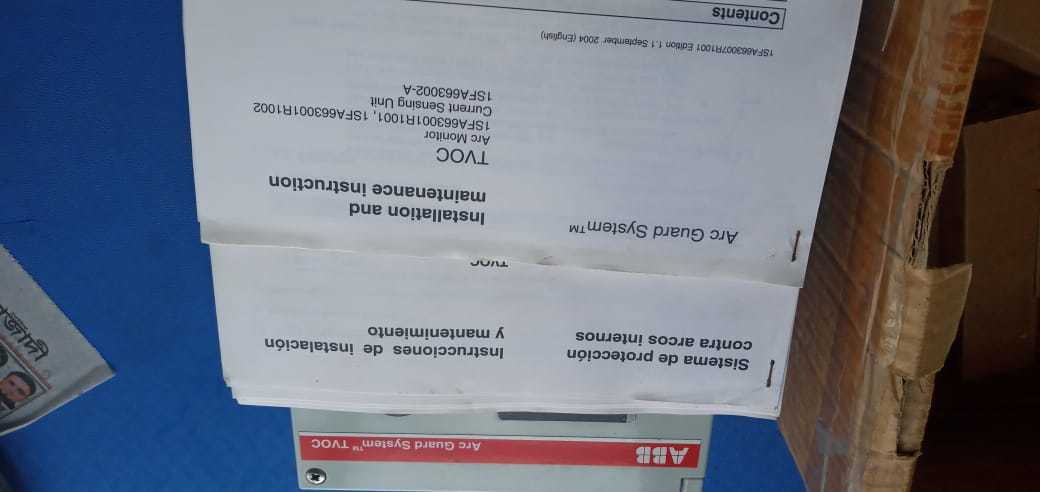 ABB Arc Guard System™ TVOC
Sistema de protección
contra arcos internos
Instrucciones de instalación
y mantenimiento
TVOC
Arc Guard System™
Installation and
maintenance instruction
TVOC
Arc Monitor
1SFA663001R1001, 1SFA663001R1002
Current Sensing Unit
1SFA663002-A
1SFA663007R1001 Edition 1.1 September 2004 (English)
Contents